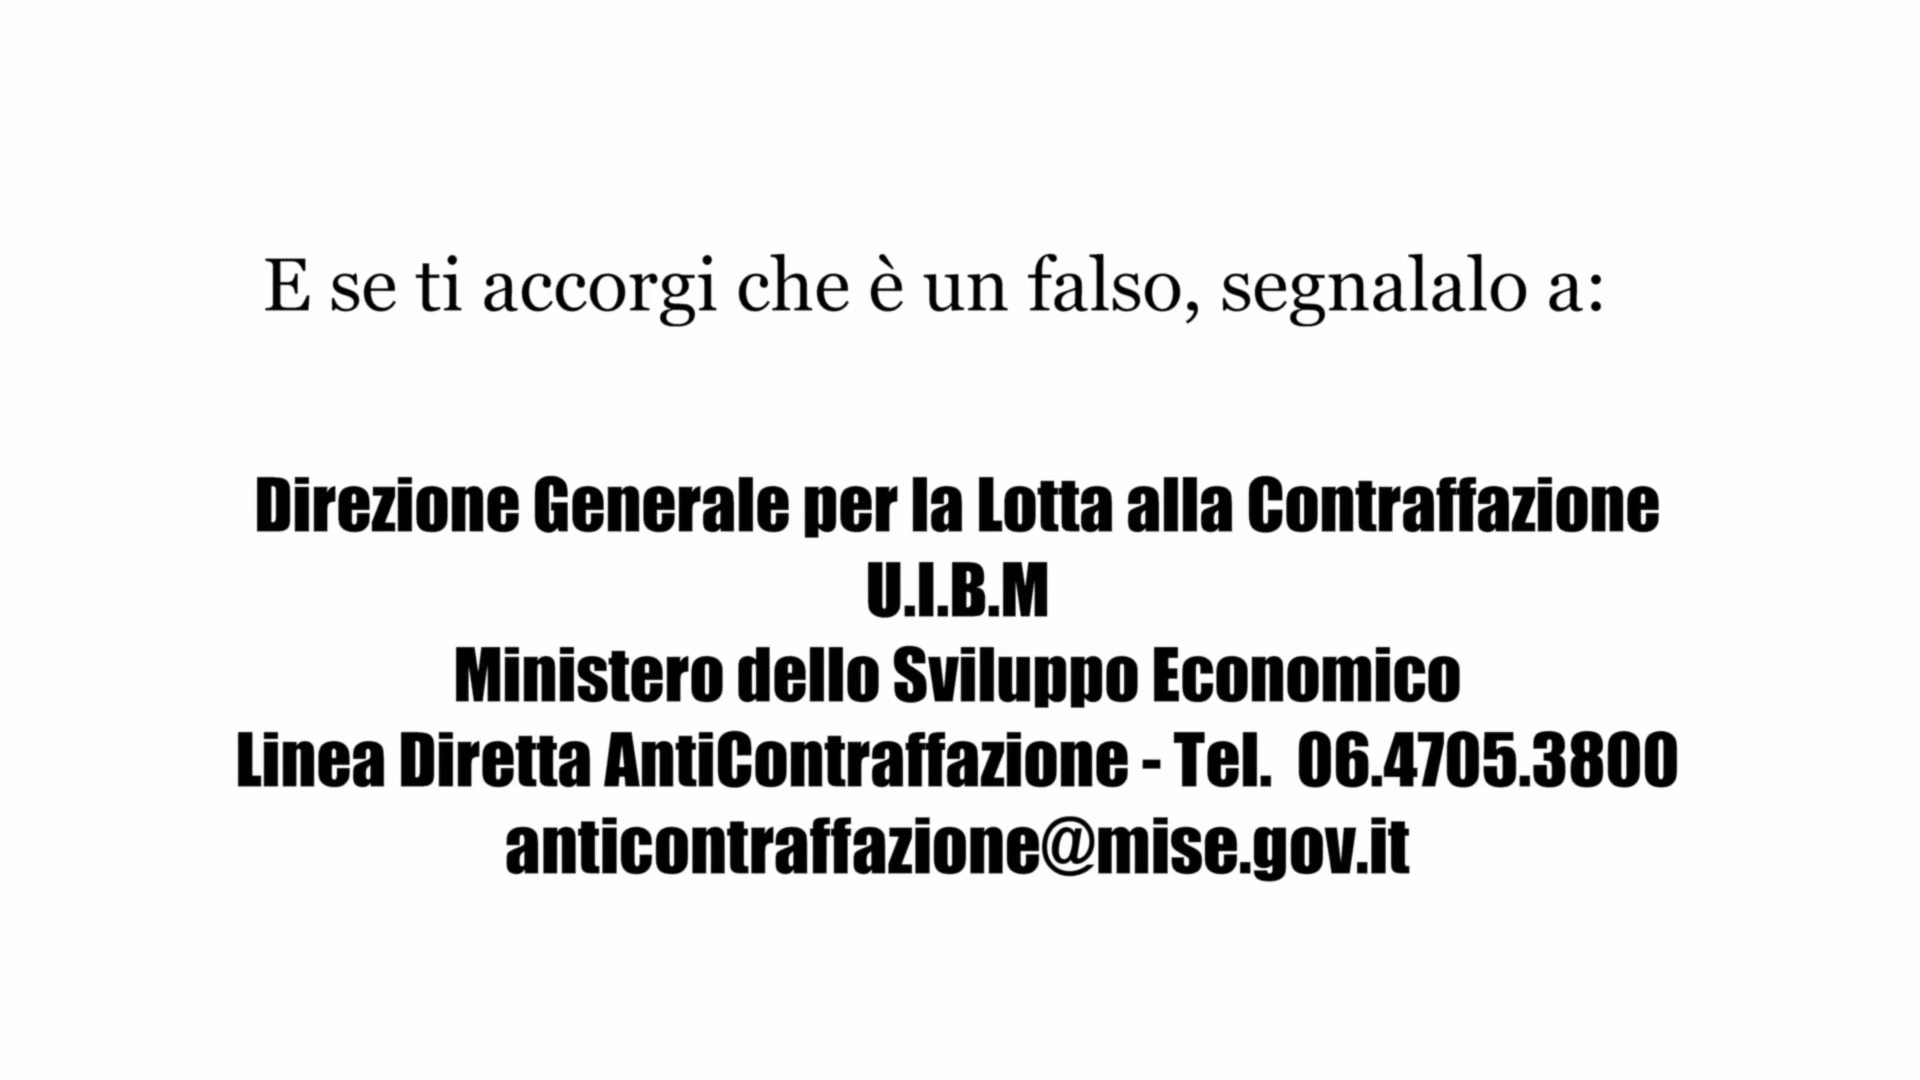 E se ti accorgi che è un falso, segnalalo a:
Direzione Generale per la Lotta alla Contraffazione
U.I.B.M
Ministero dello Sviluppo Economico
Linea Diretta AntiContraffazione - Tel.  06.4705.3800
anticontraffazione@mise.gov.it